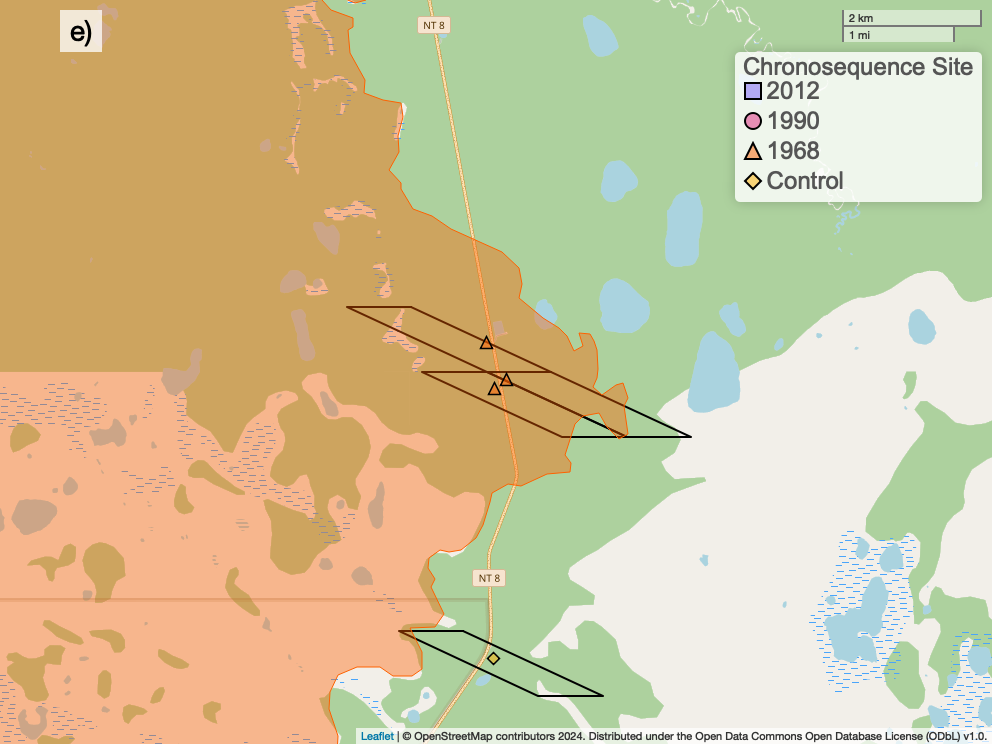 e)
NT 8
2 km
1 mi
Chronosequence Site
2012
1990
1968
Control
NT 8
Leaflet | © OpenStreetMap contributors 2024. Distributed under the Open Data Commons Open Database License (ODbL) v1.0.